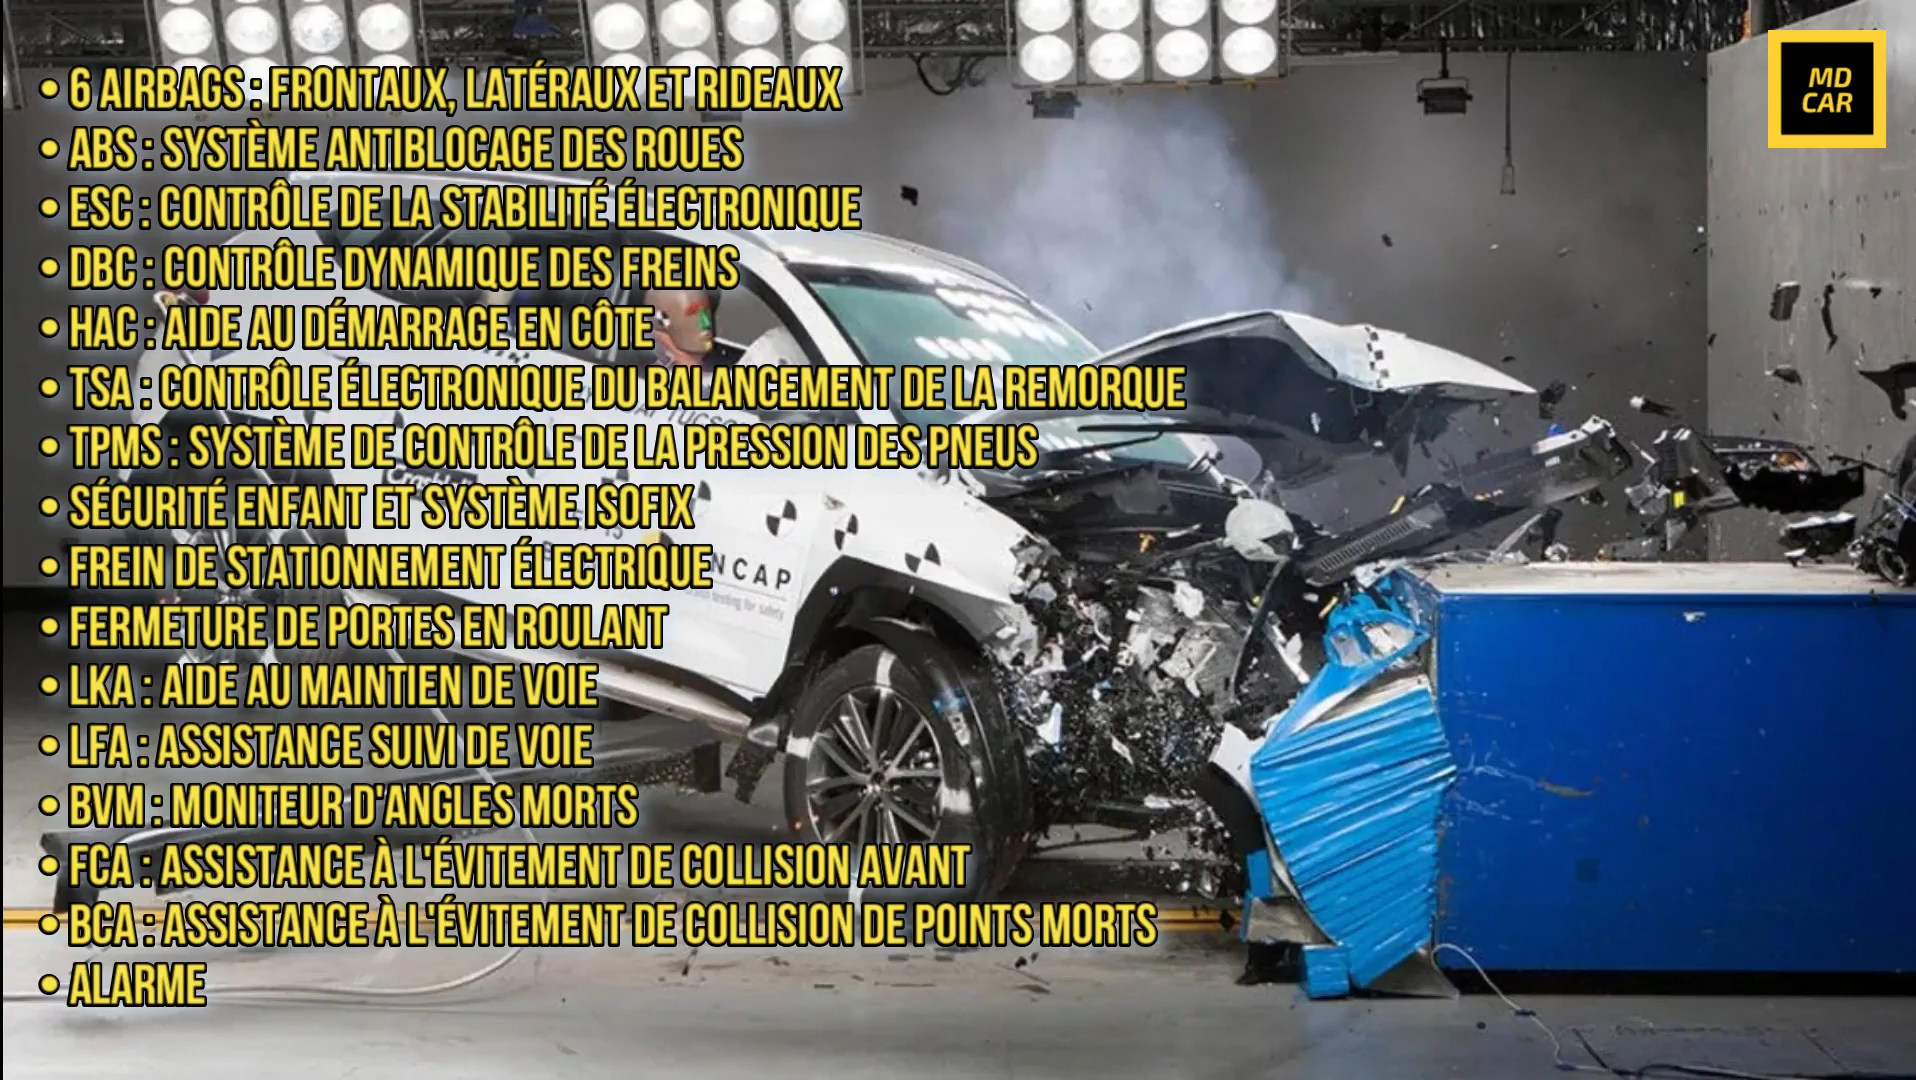 • 6 AIRBAGS : FRONTAUX, LATÉRAUX ET RIDEAUX
• ABS : SYSTÈME ANTIBLOCAGE DES ROUES
• ESC : CONTRÔLE DE LA STABILITÉ ÉLECTRONIQUE
• DBC : CONTRÔLE DYNAMIQUE DES FREINS
• HAC : AIDE AU DÉMARRAGE EN CÔTE
• TSA : CONTRÔLE ÉLECTRONIQUE DU BALANCEMENT DE LA REMORQUE
• TPMS : SYSTÈME DE CONTRÔLE DE LA PRESSION DES PNEUS
• SÉCURITÉ ENFANT ET SYSTÈME ISOFIX
• FREIN DE STATIONNEMENT ÉLECTRIQUE
• FERMETURE DE PORTES EN ROULANT
• LKA : AIDE AU MAINTIEN DE VOIE
• LFA : ASSISTANCE SUIVI DE VOIE
• BVM : MONITEUR D'ANGLES MORTS
• FCA : ASSISTANCE À L'ÉVITEMENT DE COLLISION AVANT
• BCA : ASSISTANCE À L'ÉVITEMENT DE COLLISION DE POINTS MORTS
• ALARME
MD
CAR
NCAP
testing for safety